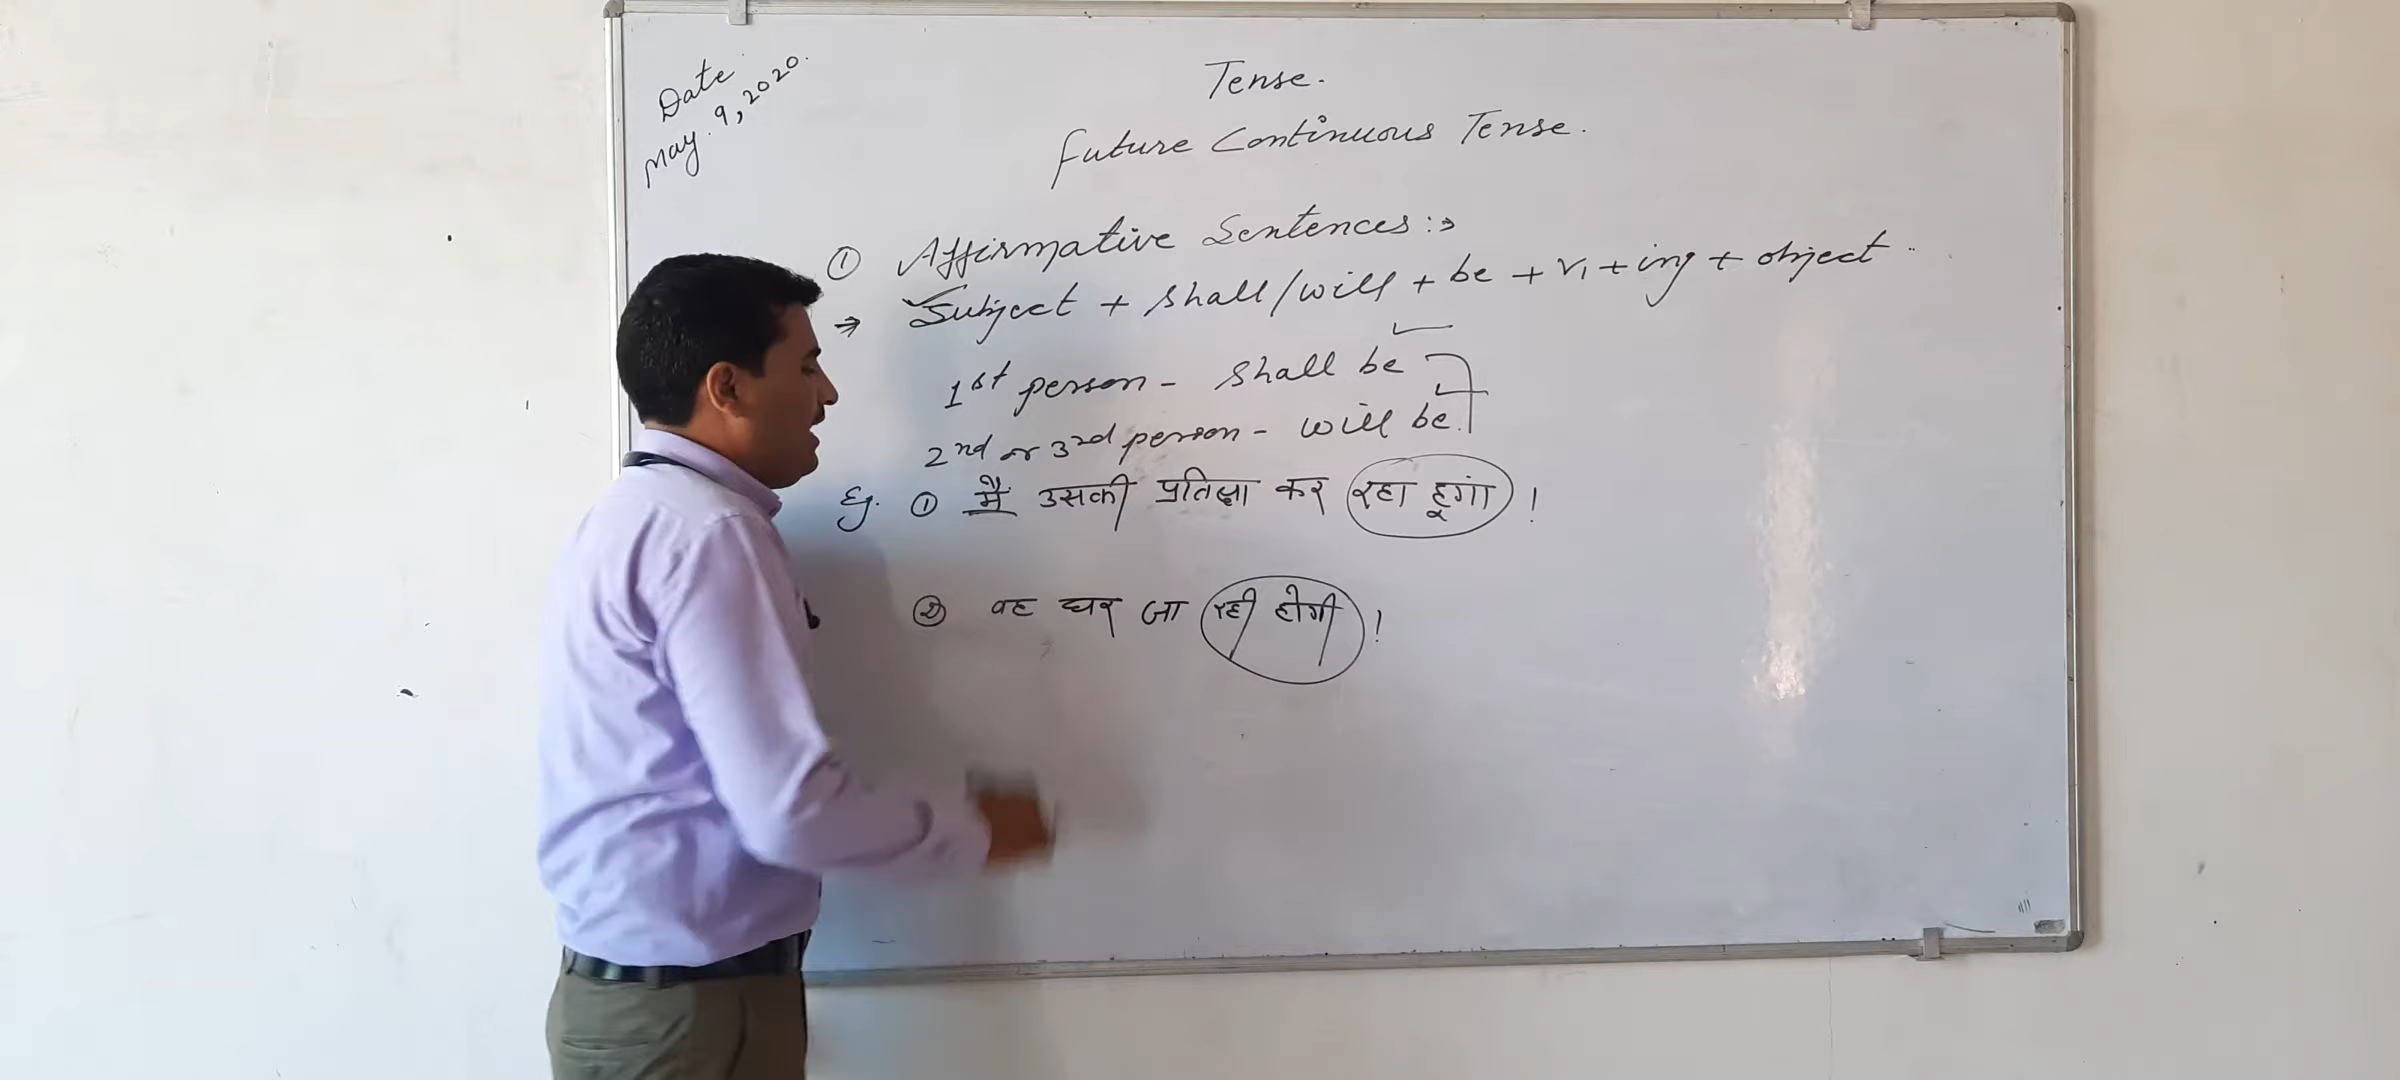 Date
May. 9, 2020.
Tense.
Future Continuous Tense.
① Affirmative Sentences :→
⇒ Subject + shall/will + be + V₁ + ing + object
1st person - shall be
2nd or 3rd person - will be.
Eg. ① मैं उसकी प्रतिक्षा कर रहा हूगां !
② वह घर जा रही होगी !